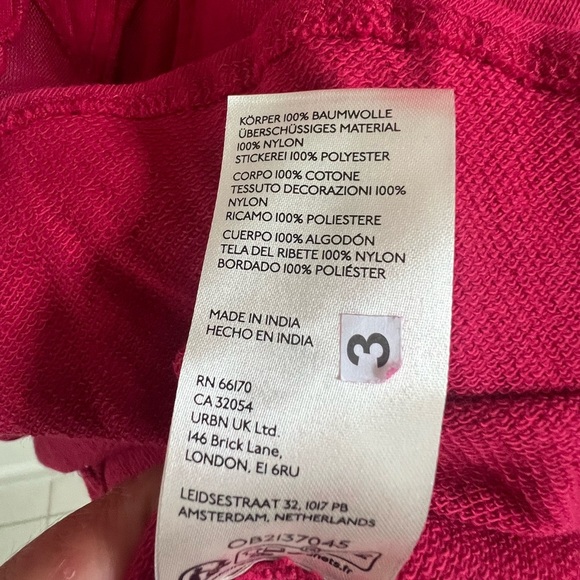 KÖRPER 100% BAUMWOLLE
ÜBERSCHÜSSIGES MATERIAL
100% NYLON
STICKEREI 100% POLYESTER
CORPO 100% COTONE
TESSUTO DECORAZIONI 100%
NYLON
RICAMO 100% POLIESTERE
CUERPO 100% ALGODÓN
TELA DEL RIBETE 100% NYLON
BORDADO 100% POLIÉSTER
MADE IN INDIA
HECHO EN INDIA
3
RN 66170
CA 32054
URBN UK Ltd.
146 Brick Lane,
LONDON, E1 6RU
LEIDSESTRAAT 32, 1017 PB
AMSTERDAM, NETHERLANDS
OB2137045